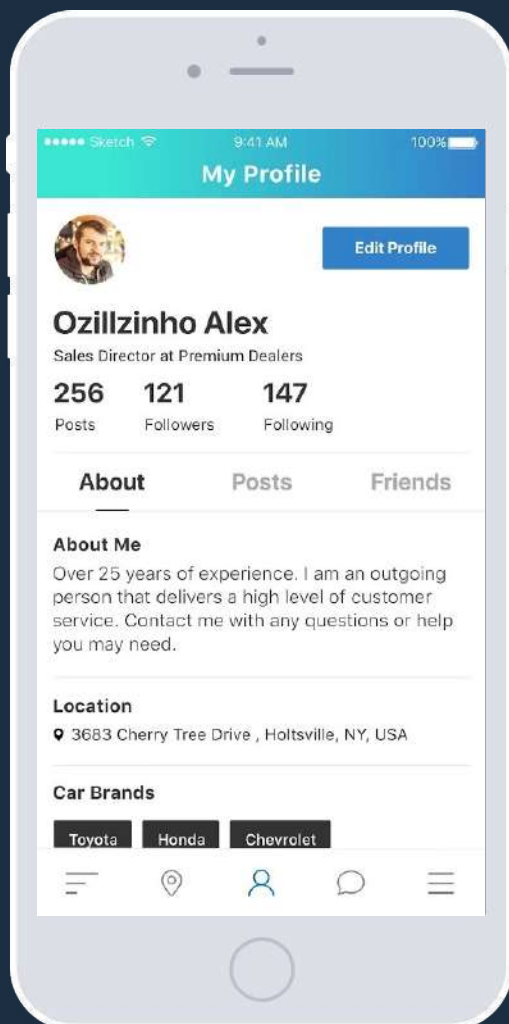 Sketch 9:41 AM 100%
My Profile
Edit Profile
Ozillzinho Alex
Sales Director at Premium Dealers
256 121 147
Posts Followers Following
About Posts Friends
About Me
Over 25 years of experience. I am an outgoing
person that delivers a high level of customer
service. Contact me with any questions or help
you may need.
Location
3683 Cherry Tree Drive , Holtsville, NY, USA
Car Brands
Toyota Honda Chevrolet